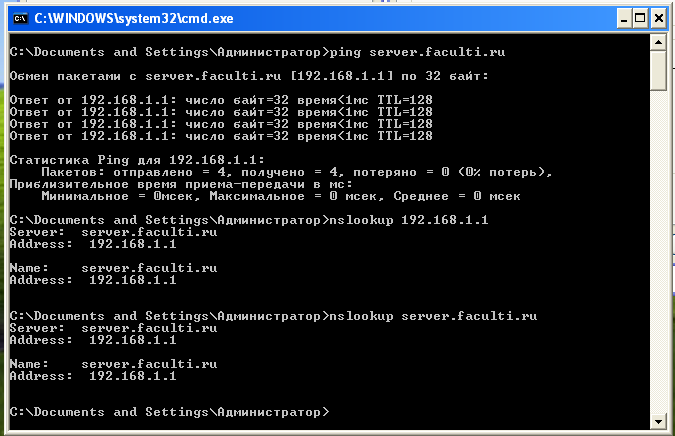 C:\WINDOWS\system32\cmd.exe
C:\Documents and Settings\Администратор>ping server.faculti.ru
Обмен пакетами с server.faculti.ru [192.168.1.1] по 32 байт:
Ответ от 192.168.1.1: число байт=32 время<1мс TTL=128
Ответ от 192.168.1.1: число байт=32 время<1мс TTL=128
Ответ от 192.168.1.1: число байт=32 время<1мс TTL=128
Ответ от 192.168.1.1: число байт=32 время<1мс TTL=128
Статистика Ping для 192.168.1.1:
Пакетов: отправлено = 4, получено = 4, потеряно = 0 (0% потерь),
Приблизительное время приема-передачи в мс:
Минимальное = 0мсек, Максимальное = 0 мсек, Среднее = 0 мсек
C:\Documents and Settings\Администратор>nslookup 192.168.1.1
Server:  server.faculti.ru
Address:  192.168.1.1
Name:    server.faculti.ru
Address:  192.168.1.1
C:\Documents and Settings\Администратор>nslookup server.faculti.ru
Server:  server.faculti.ru
Address:  192.168.1.1
Name:    server.faculti.ru
Address:  192.168.1.1
C:\Documents and Settings\Администратор>